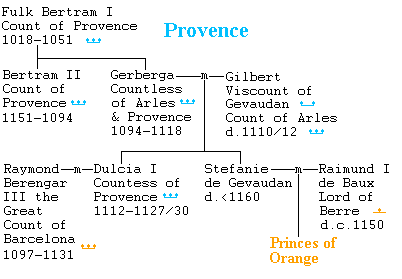 Fulk Bertram I
Count of Provence
1018-1051
Provence
Bertram II
Count of
Provence
1151-1094
Gerberga
Countless
of Arles
& Provence
1094-1118
m
Gilbert
Viscount of
Gevaudan
Count of Arles
d.1110/12
Raymond
Berengar
III the
Great
Count of
Barcelona
1097-1131
m
Dulcia I
Countess of
Provence
1112-1127/30
Stefanie
de Gevaudan
d.<1160
m
Raimund I
de Baux
Lord of
Berre
d.c.1150
Princes of
Orange